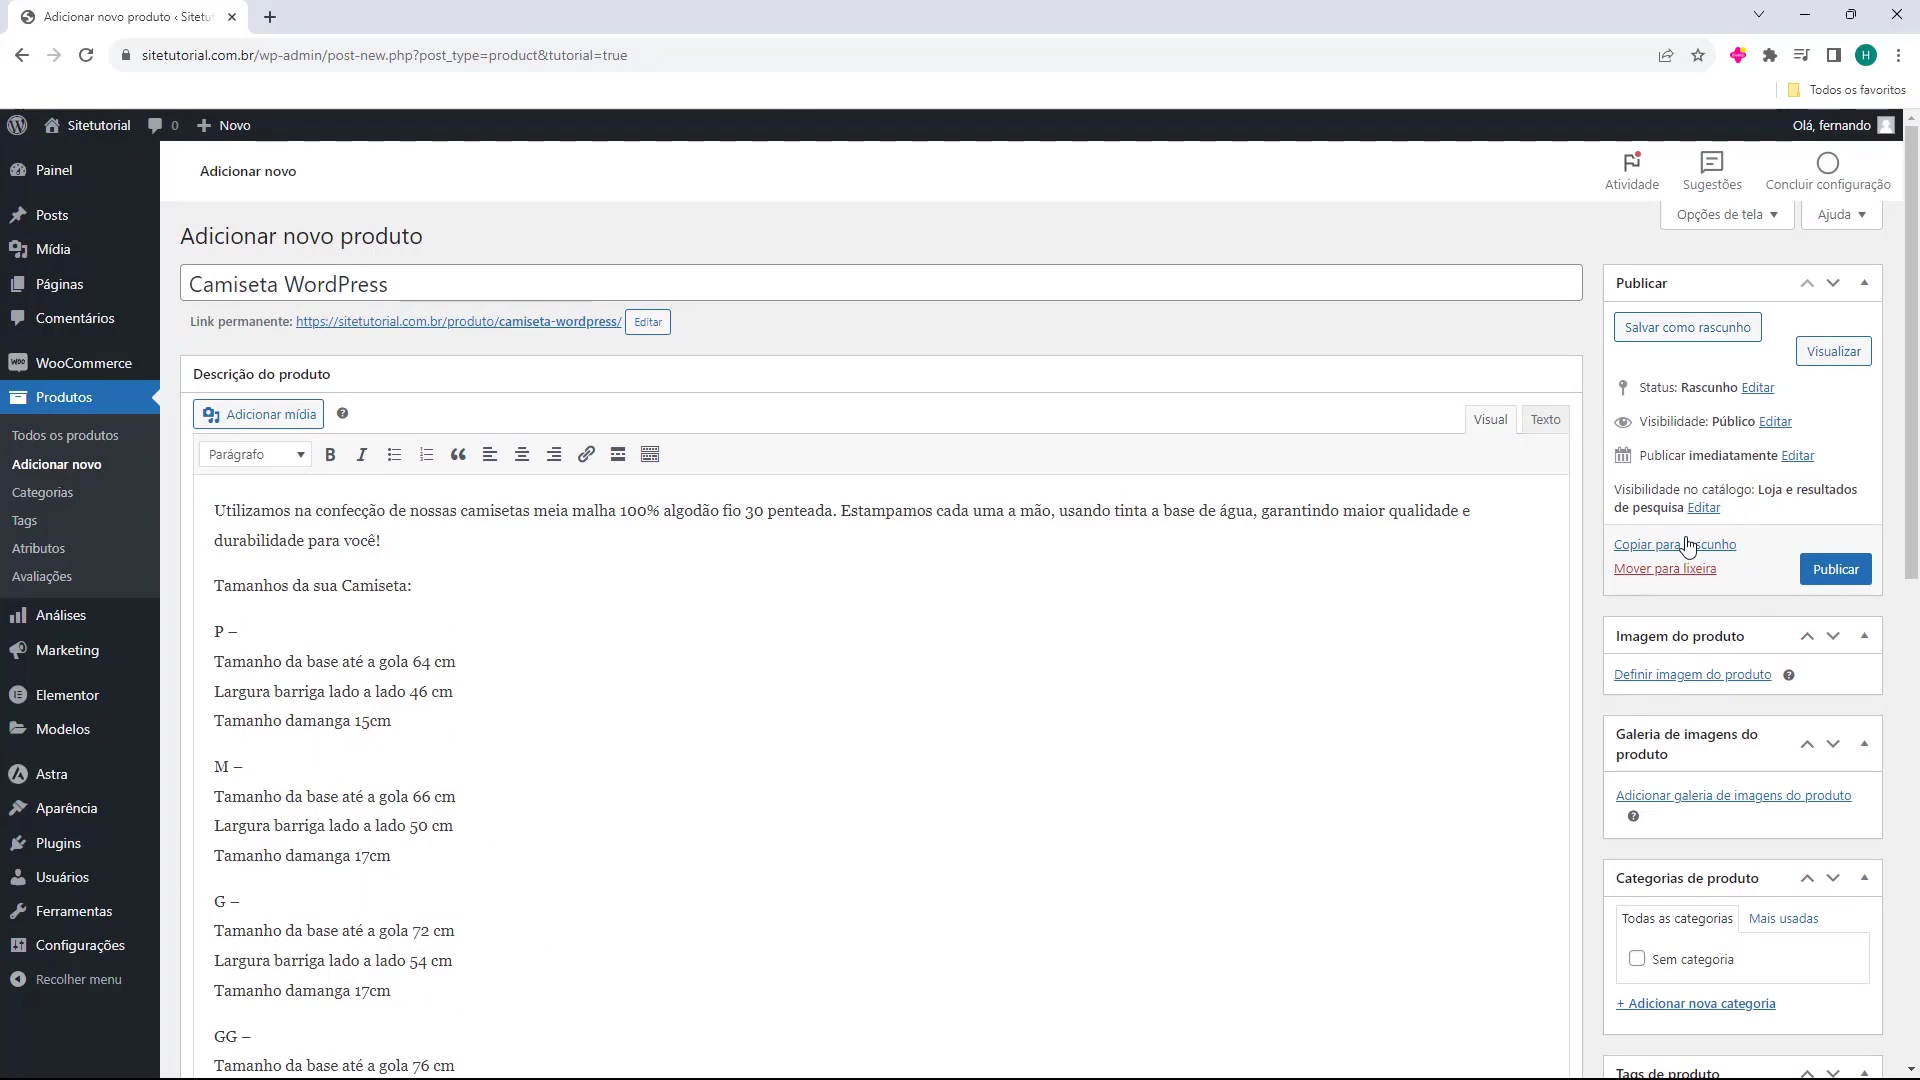 Adicionar novo produto ‹ Sitetu
sitetutorial.com.br/wp-admin/post-new.php?post_type=product&tutorial=true
H
Todos os favoritos
Sitetutorial
0
Novo
Olá, fernando
Painel
Posts
Mídia
Páginas
Comentários
WooCommerce
Produtos
Todos os produtos
Adicionar novo
Categorias
Tags
Atributos
Avaliações
Análises
Marketing
Elementor
Modelos
Astra
Aparência
Plugins
Usuários
Ferramentas
Configurações
Recolher menu
Adicionar novo
Atividade
Sugestões
Concluir configuração
Opções de tela
Ajuda
Adicionar novo produto
Camiseta WordPress
Link permanente: https://sitetutorial.com.br/produto/camiseta-wordpress/ Editar
Descrição do produto
Adicionar mídia
Visual
Texto
Parágrafo
Utilizamos na confecção de nossas camisetas meia malha 100% algodão fio 30 penteada. Estampamos cada uma a mão, usando tinta a base de água, garantindo maior qualidade e
durabilidade para você!
Tamanhos da sua Camiseta:
P –
Tamanho da base até a gola 64 cm
Largura barriga lado a lado 46 cm
Tamanho damanga 15cm
M –
Tamanho da base até a gola 66 cm
Largura barriga lado a lado 50 cm
Tamanho damanga 17cm
G –
Tamanho da base até a gola 72 cm
Largura barriga lado a lado 54 cm
Tamanho damanga 17cm
GG –
Tamanho da base até a gola 76 cm
Publicar
Salvar como rascunho
Visualizar
Status: Rascunho Editar
Visibilidade: Público Editar
Publicar imediatamente Editar
Visibilidade no catálogo: Loja e resultados
de pesquisa Editar
Copiar para rascunho
Mover para lixeira
Publicar
Imagem do produto
Definir imagem do produto
Galeria de imagens do
produto
Adicionar galeria de imagens do produto
Categorias de produto
Todas as categorias
Mais usadas
Sem categoria
+ Adicionar nova categoria
Tags de produto